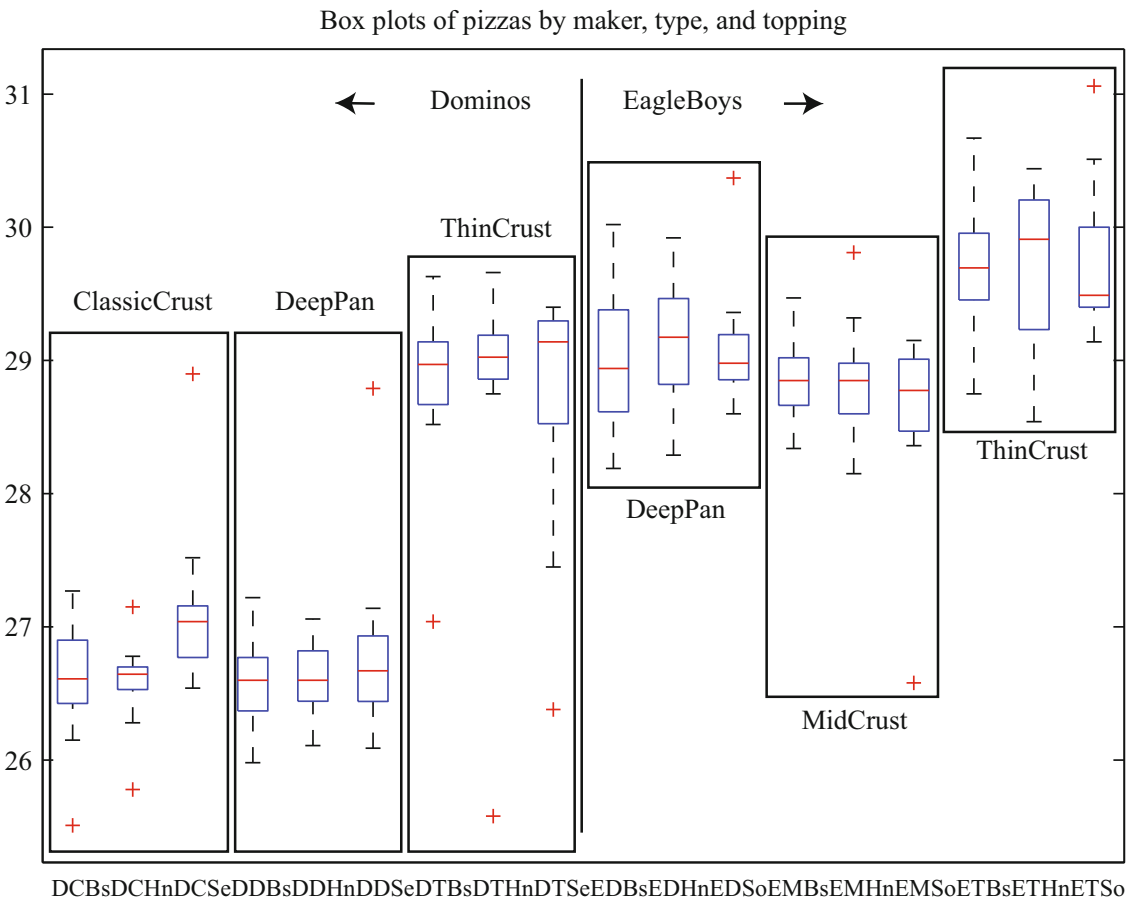 Box plots of pizzas by maker, type, and topping
31
Dominos EagleBoys
30
ThinCrust
ClassicCrust DeepPan
29
ThinCrust
28
DeepPan
27
MidCrust
26
DCBsDCHnDCSeDDBsDDHnDDSeDTBsDTHnDTSeEDBsEDHnEDSoEMBsEMHnEMSoETBsETHnETSo